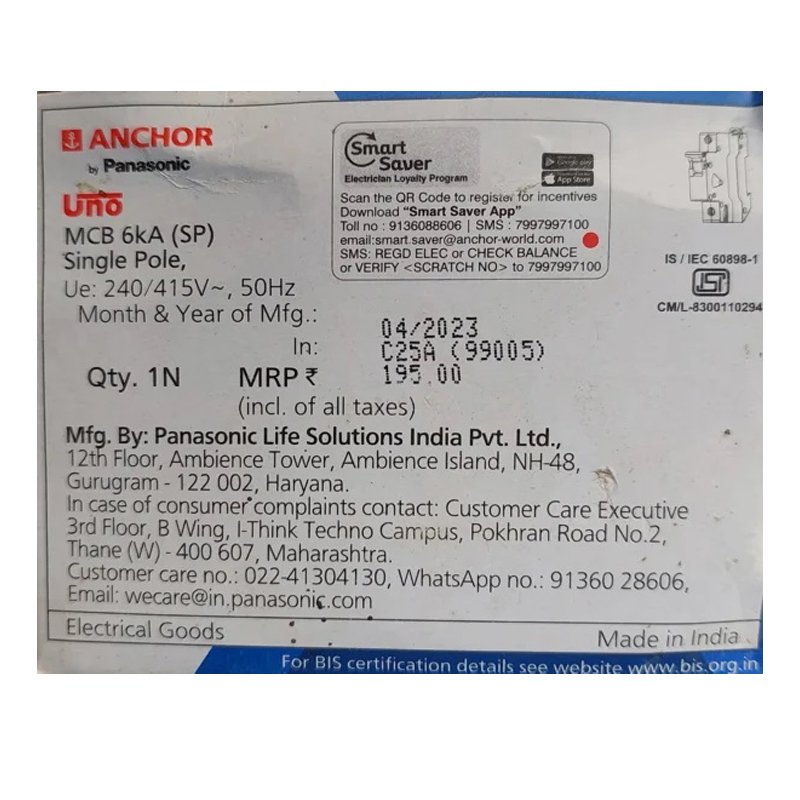 ANCHOR
by Panasonic
Uno
MCB 6kA (SP)
Single Pole,
Ue: 240/415V~, 50Hz
Month & Year of Mfg.: 04/2023
In: C25A (99005)
Qty. 1N MRP ₹ 195.00
(incl. of all taxes)
Smart
Saver
Electrician Loyalty Program
Google play
App Store
Scan the QR Code to register for incentives
Download “Smart Saver App”
Toll no : 9136088606 | SMS : 7997997100
email:smart.saver@anchor-world.com
SMS: REGD ELEC or CHECK BALANCE
or VERIFY <SCRATCH NO> to 7997997100
IS / IEC 60898-1
ISI
CM/L-8300110294
Mfg. By: Panasonic Life Solutions India Pvt. Ltd.,
12th Floor, Ambience Tower, Ambience Island, NH-48,
Gurugram - 122 002, Haryana.
In case of consumer complaints contact: Customer Care Executive
3rd Floor, B Wing, I-Think Techno Campus, Pokhran Road No.2,
Thane (W) - 400 607, Maharashtra.
Customer care no.: 022-41304130, WhatsApp no.: 91360 28606,
Email: wecare@in.panasonic.com
Electrical Goods
Made in India
For BIS certification details see website www.bis.org.in